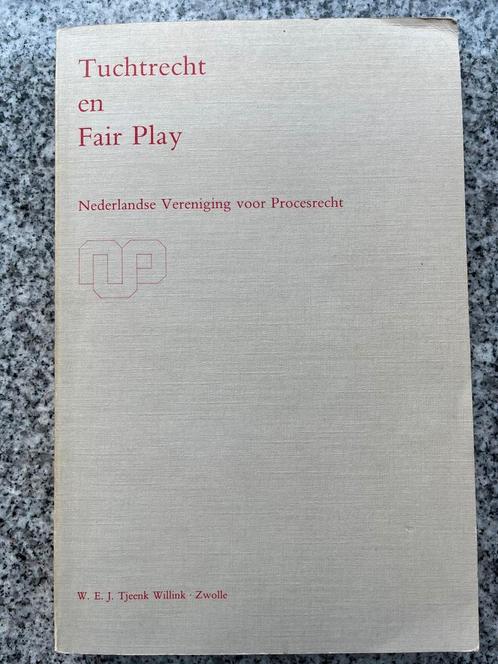 Tuchtrecht
en
Fair Play
Nederlandse Vereniging voor Procesrecht
W. E. J. Tjeenk Willink · Zwolle